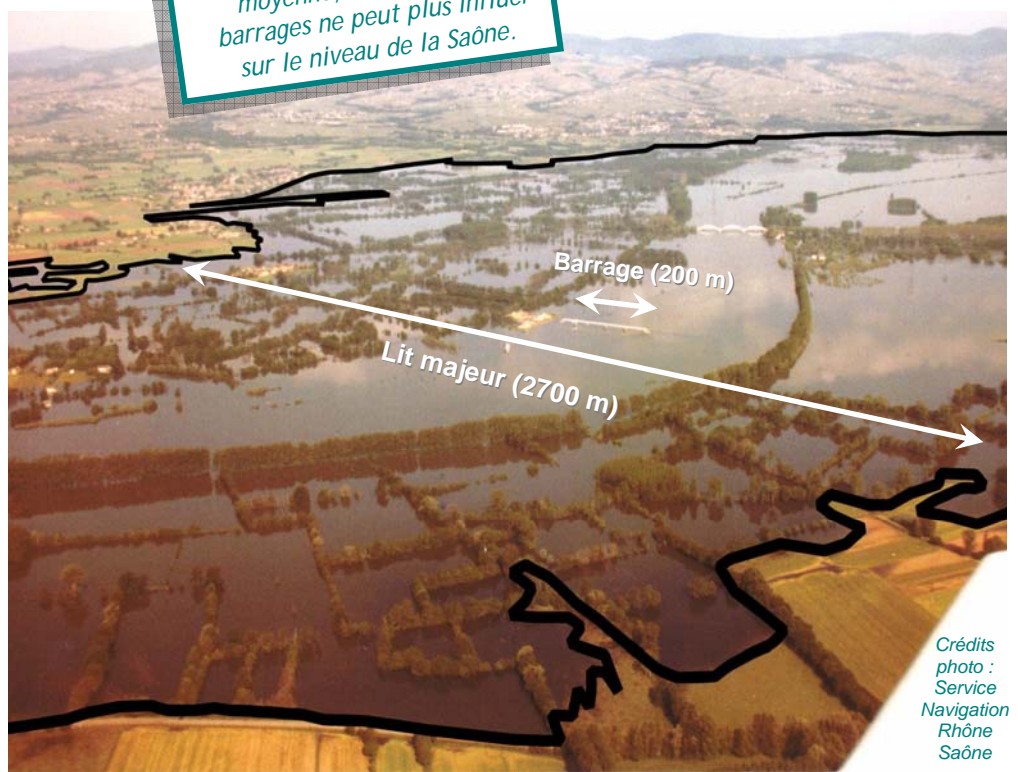 barrages ne peut plus influer
sur le niveau de la Saône.
Barrage (200 m)
Lit majeur (2700 m)
Crédits
photo :
Service
Navigation
Rhône
Saône